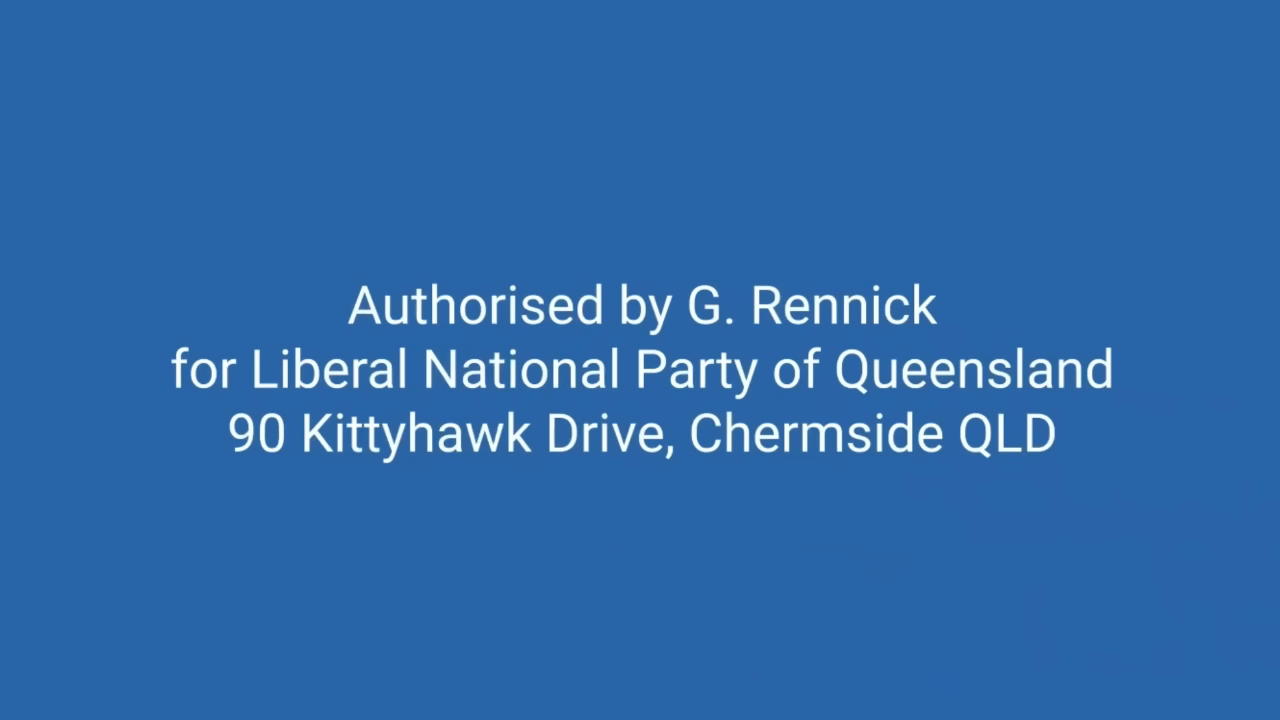 Authorised by G. Rennick
for Liberal National Party of Queensland
90 Kittyhawk Drive, Chermside QLD